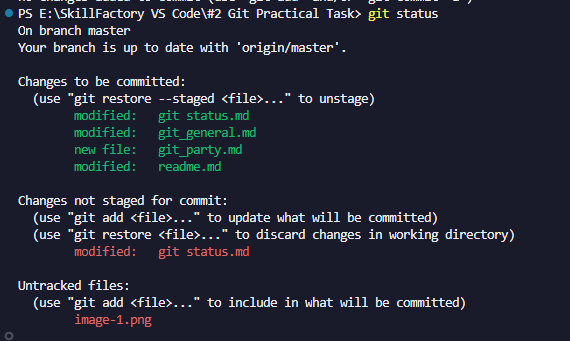 PS E:\SkillFactory VS Code\#2 Git Practical Task> git status
On branch master
Your branch is up to date with 'origin/master'.
Changes to be committed:
(use "git restore --staged <file>..." to unstage)
modified: git status.md
modified: git_general.md
new file: git_party.md
modified: readme.md
Changes not staged for commit:
(use "git add <file>..." to update what will be committed)
(use "git restore <file>..." to discard changes in working directory)
modified: git status.md
Untracked files:
(use "git add <file>..." to include in what will be committed)
image-1.png